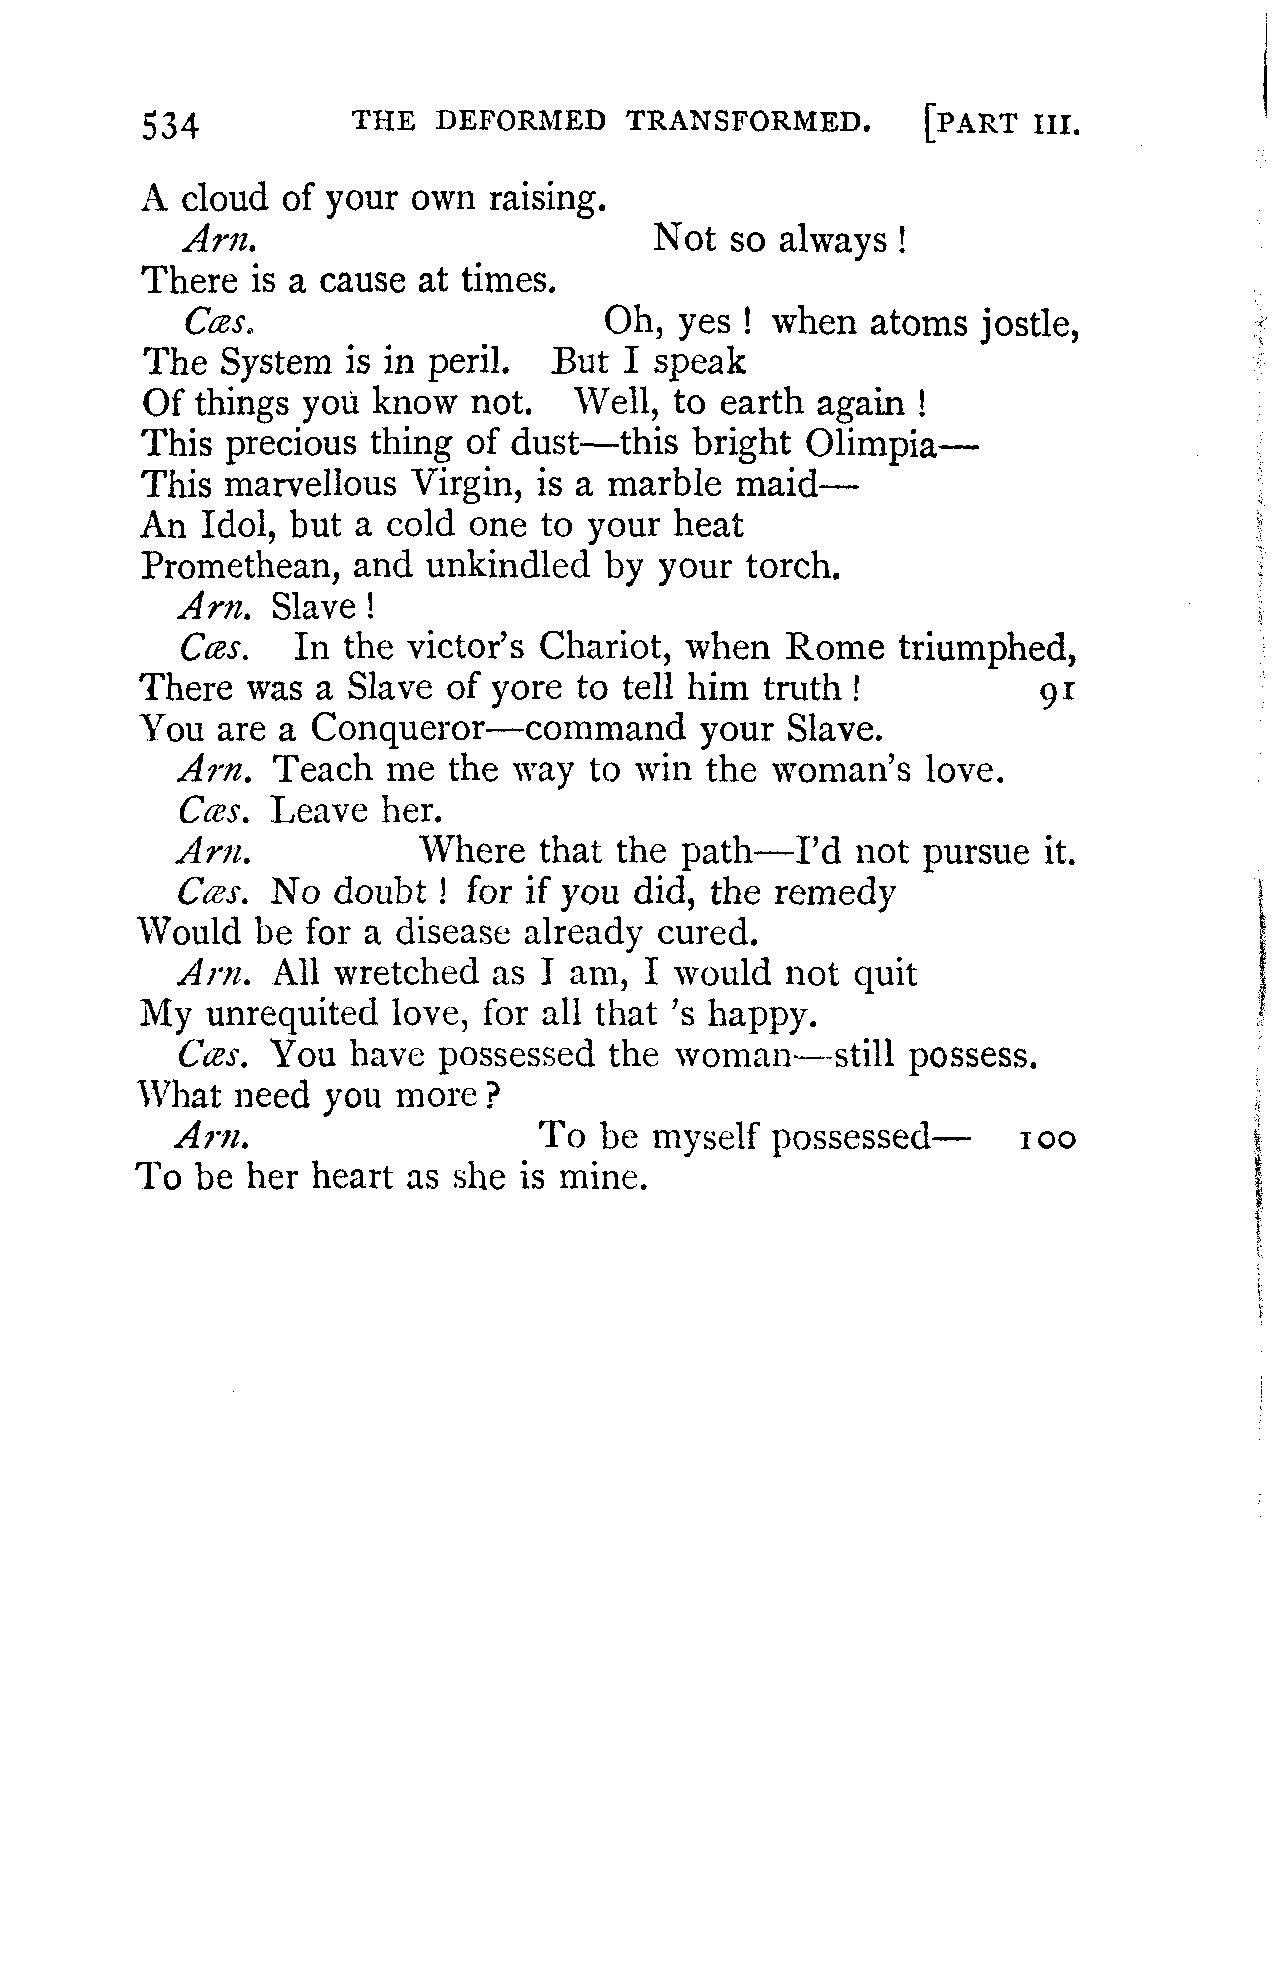 534 THE DEFORMED TRANSFORMED. [PART III.
A cloud of your own raising.
Arn. Not so always !
There is a cause at times.
Cæs. Oh, yes ! when atoms jostle,
The System is in peril. But I speak
Of things you know not. Well, to earth again !
This precious thing of dust—this bright Olimpia—
This marvellous Virgin, is a marble maid—
An Idol, but a cold one to your heat
Promethean, and unkindled by your torch.
Arn. Slave !
Cæs. In the victor's Chariot, when Rome triumphed,
There was a Slave of yore to tell him truth ! 91
You are a Conqueror—command your Slave.
Arn. Teach me the way to win the woman's love.
Cæs. Leave her.
Arn. Where that the path—I'd not pursue it.
Cæs. No doubt ! for if you did, the remedy
Would be for a disease already cured.
Arn. All wretched as I am, I would not quit
My unrequited love, for all that 's happy.
Cæs. You have possessed the woman—still possess.
What need you more ?
Arn. To be myself possessed— 100
To be her heart as she is mine.